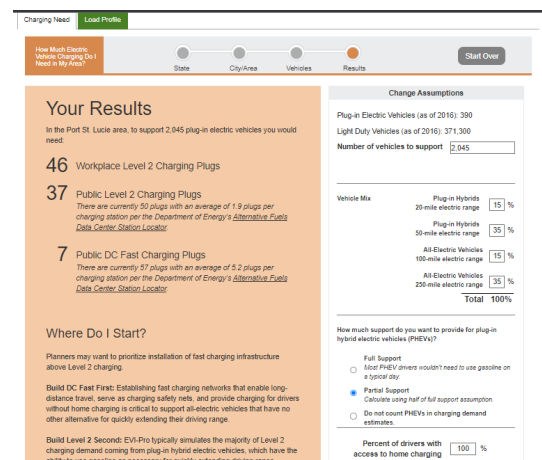 Charging Need
Load Profile
How Much Electric
Vehicle Charging Do I
Need in My Area?
State
City/Area
Vehicles
Results
Start Over
Your Results
In the Port St. Lucie area, to support 2,045 plug-in electric vehicles you would
need:
46 Workplace Level 2 Charging Plugs
37 Public Level 2 Charging Plugs
There are currently 50 plugs with an average of 1.9 plugs per
charging station per the Department of Energy's Alternative Fuels
Data Center Station Locator.
7 Public DC Fast Charging Plugs
There are currently 57 plugs with an average of 5.2 plugs per
charging station per the Department of Energy's Alternative Fuels
Data Center Station Locator.
Where Do I Start?
Planners may want to prioritize installation of fast charging infrastructure
above Level 2 charging.
Build DC Fast First: Establishing fast charging networks that enable long-
distance travel, serve as charging safety nets, and provide charging for drivers
without home charging is critical to support all-electric vehicles that have no
other alternative for quickly extending their driving range.
Build Level 2 Second: EVI-Pro typically simulates the majority of Level 2
charging demand coming from plug-in hybrid electric vehicles, which have the
Change Assumptions
Plug-in Electric Vehicles (as of 2016): 390
Light Duty Vehicles (as of 2016): 371,300
Number of vehicles to support 2,045
Vehicle Mix
Plug-in Hybrids
20-mile electric range 15 %
Plug-in Hybrids
50-mile electric range 35 %
All-Electric Vehicles
100-mile electric range 15 %
All-Electric Vehicles
250-mile electric range 35 %
Total 100%
How much support do you want to provide for plug-in
hybrid electric vehicles (PHEVs)?
Full Support
Most PHEV drivers wouldn't need to use gasoline on
a typical day.
Partial Support
Calculate using half of full support assumption.
Do not count PHEVs in charging demand
estimates.
Percent of drivers with
access to home charging 100 %